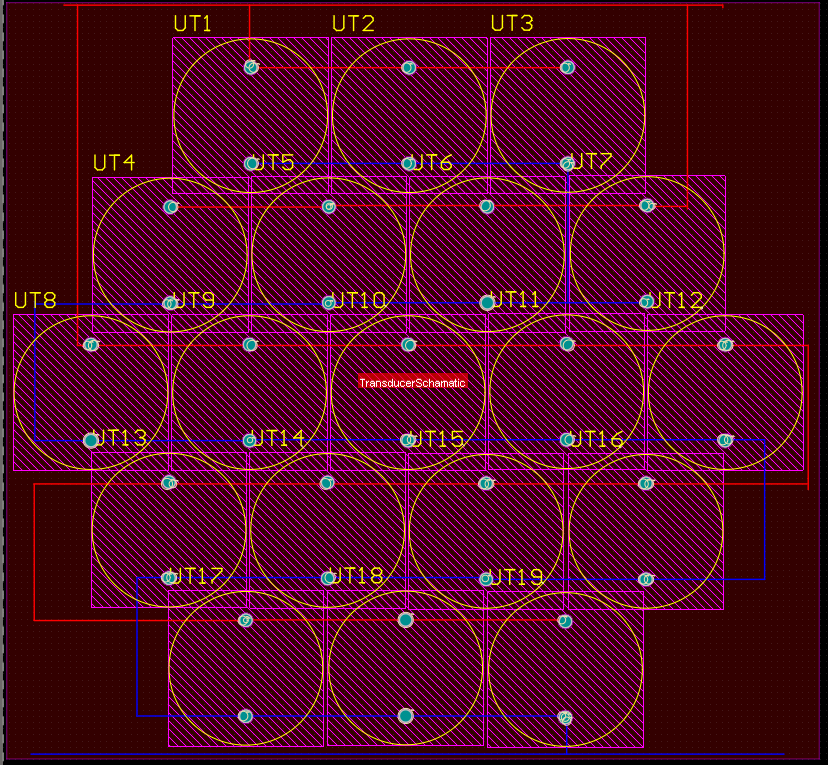 UT1 UT2 UT3
UT4 UT5 UT6 UT7
UT8 UT9 UT10 UT11 UT12
TransducerSchamatic
UT13 UT14 UT15 UT16
UT17 UT18 UT19